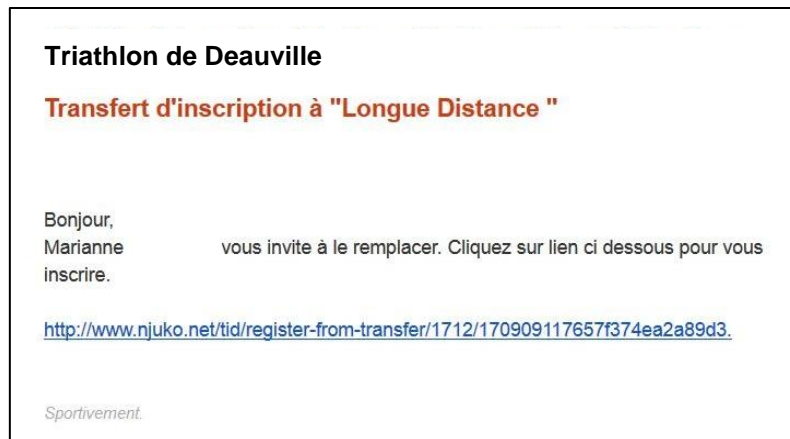 Triathlon de Deauville
Transfert d'inscription à "Longue Distance "
Bonjour,
Marianne vous invite à le remplacer. Cliquez sur lien ci dessous pour vous
inscrire.
http://www.njuko.net/tid/register-from-transfer/1712/170909117657f374ea2a89d3.
Sportivement.